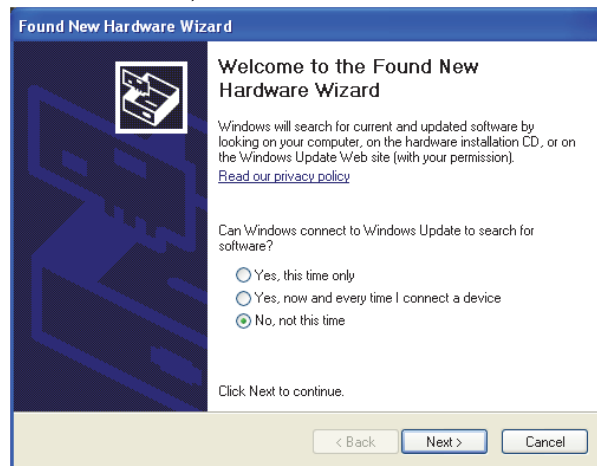 Found New Hardware Wizard
Welcome to the Found New
Hardware Wizard
Windows will search for current and updated software by
looking on your computer, on the hardware installation CD, or on
the Windows Update Web site (with your permission).
Read our privacy policy
Can Windows connect to Windows Update to search for
software?
Yes, this time only
Yes, now and every time I connect a device
No, not this time
Click Next to continue.
< Back
Next >
Cancel